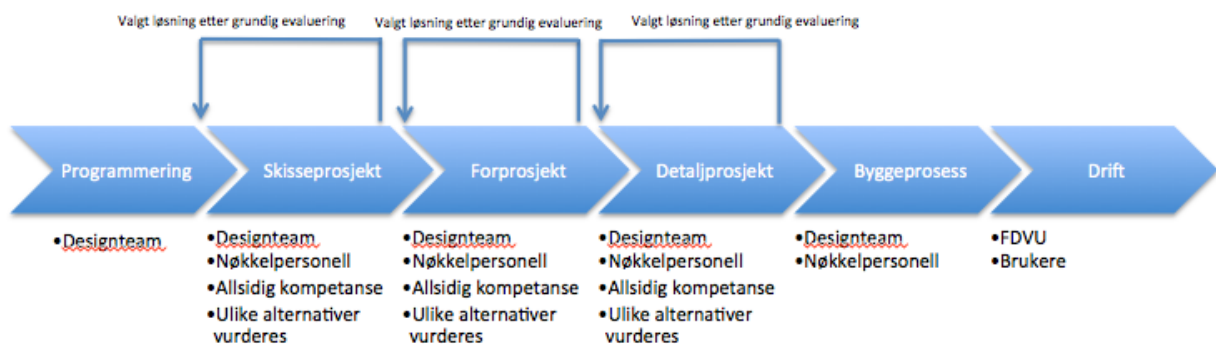 Valgt løsning etter grundig evaluering
Valgt løsning etter grundig evaluering
Valgt løsning etter grundig evaluering
Programmering
Skisseprosjekt
Forprosjekt
Detaljprosjekt
Byggeprosess
Drift
•Designteam
•Designteam
•Nøkkelpersonell
•Allsidig kompetanse
•Ulike alternativer
vurderes
•Designteam
•Nøkkelpersonell
•Allsidig kompetanse
•Ulike alternativer
vurderes
•Designteam
•Nøkkelpersonell
•Allsidig kompetanse
•Ulike alternativer
vurderes
•Designteam
•Nøkkelpersonell
•FDVU
•Brukere